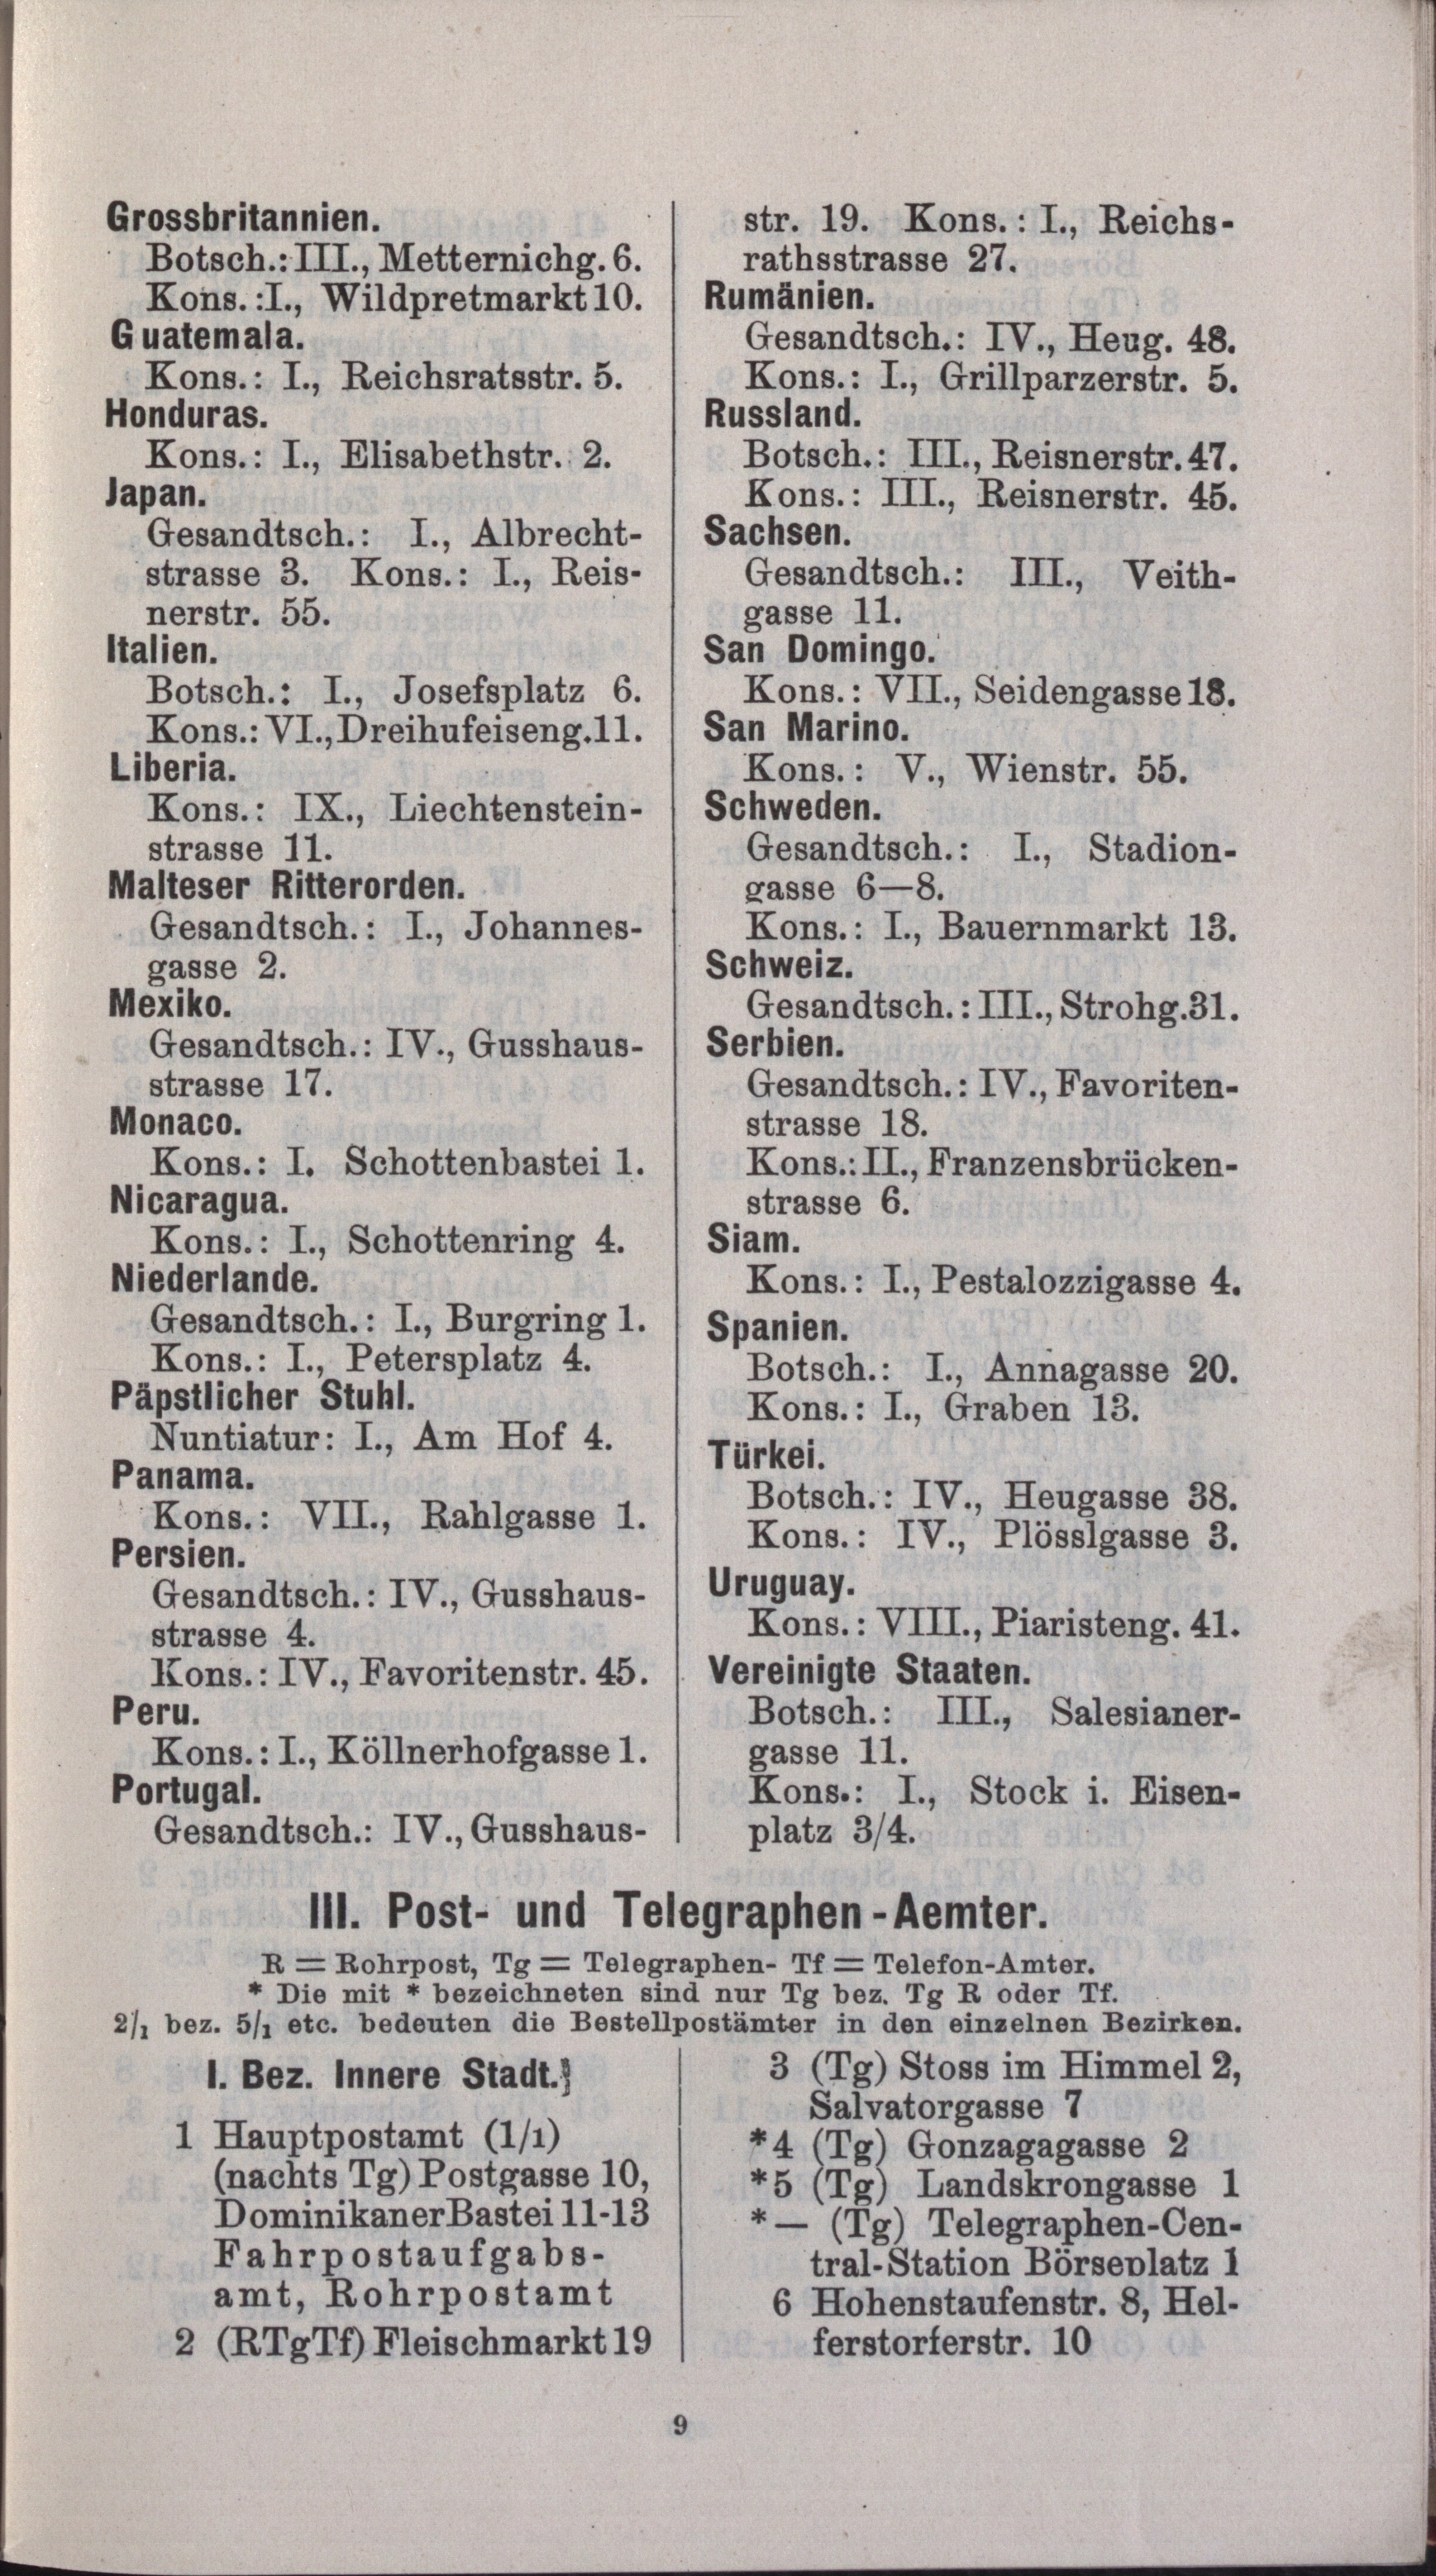 Grossbritannien.
Botsch.: III., Metternichg. 6.
Kons.: I., Wildpretmarkt 10.
Guatemala.
Kons.: I., Reichsratsstr. 5.
Honduras.
Kons.: I., Elisabethstr. 2.
Japan.
Gesandtsch.: I., Albrecht-
strasse 3. Kons.: I., Reis-
nerstr. 55.
Italien.
Botsch.: I., Josefsplatz 6.
Kons.: VI., Dreihufeiseng. 11.
Liberia.
Kons.: IX., Liechtenstein-
strasse 11.
Malteser Ritterorden.
Gesandtsch.: I., Johannes-
gasse 2.
Mexiko.
Gesandtsch.: IV., Gusshaus-
strasse 17.
Monaco.
Kons.: I. Schottenbastei 1.
Nicaragua.
Kons.: I., Schottenring 4.
Niederlande.
Gesandtsch.: I., Burgring 1.
Kons.: I., Petersplatz 4.
Päpstlicher Stuhl.
Nuntiatur: I., Am Hof 4.
Panama.
Kons.: VII., Rahlgasse 1.
Persien.
Gesandtsch.: IV., Gusshaus-
strasse 4.
Kons.: IV., Favoritenstr. 45.
Peru.
Kons.: I., Köllnerhofgasse 1.
Portugal.
Gesandtsch.: IV., Gusshaus-
str. 19. Kons.: I., Reichs-
rathsstrasse 27.
Rumänien.
Gesandtsch.: IV., Heug. 48.
Kons.: I., Grillparzerstr. 5.
Russland.
Botsch.: III., Reisnerstr. 47.
Kons.: III., Reisnerstr. 45.
Sachsen.
Gesandtsch.: III., Veith-
gasse 11.
San Domingo.
Kons.: VII., Seidengasse 18.
San Marino.
Kons.: V., Wienstr. 55.
Schweden.
Gesandtsch.: I., Stadion-
gasse 6—8.
Kons.: I., Bauernmarkt 13.
Schweiz.
Gesandtsch.: III., Strohg. 31.
Serbien.
Gesandtsch.: IV., Favoriten-
strasse 18.
Kons.: II., Franzensbrücken-
strasse 6.
Siam.
Kons.: I., Pestalozzigasse 4.
Spanien.
Botsch.: I., Annagasse 20.
Kons.: I., Graben 13.
Türkei.
Botsch.: IV., Heugasse 38.
Kons.: IV., Plösslgasse 3.
Uruguay.
Kons.: VIII., Piaristeng. 41.
Vereinigte Staaten.
Botsch.: III., Salesianer-
gasse 11.
Kons.: I., Stock i. Eisen-
platz 3/4.
III. Post- und Telegraphen-Aemter.
R = Rohrpost, Tg = Telegraphen- Tf = Telefon-Amter.
* Die mit * bezeichneten sind nur Tg bez. Tg R oder Tf.
2/1 bez. 5/1 etc. bedeuten die Bestellpostämter in den einzelnen Bezirken.
I. Bez. Innere Stadt.
1 Hauptpostamt (1/1)
(nachts Tg) Postgasse 10,
Dominikaner Bastei 11-13
Fahrpostaufgabs-
amt, Rohrpostamt
2 (RTgTf) Fleischmarkt 19
3 (Tg) Stoss im Himmel 2,
Salvatorgasse 7
*4 (Tg) Gonzagagasse 2
*5 (Tg) Landskrongasse 1
*— (Tg) Telegraphen-Cen-
tral-Station Börseplatz 1
6 Hohenstaufenstr. 8, Hel-
ferstorferstr. 10
9